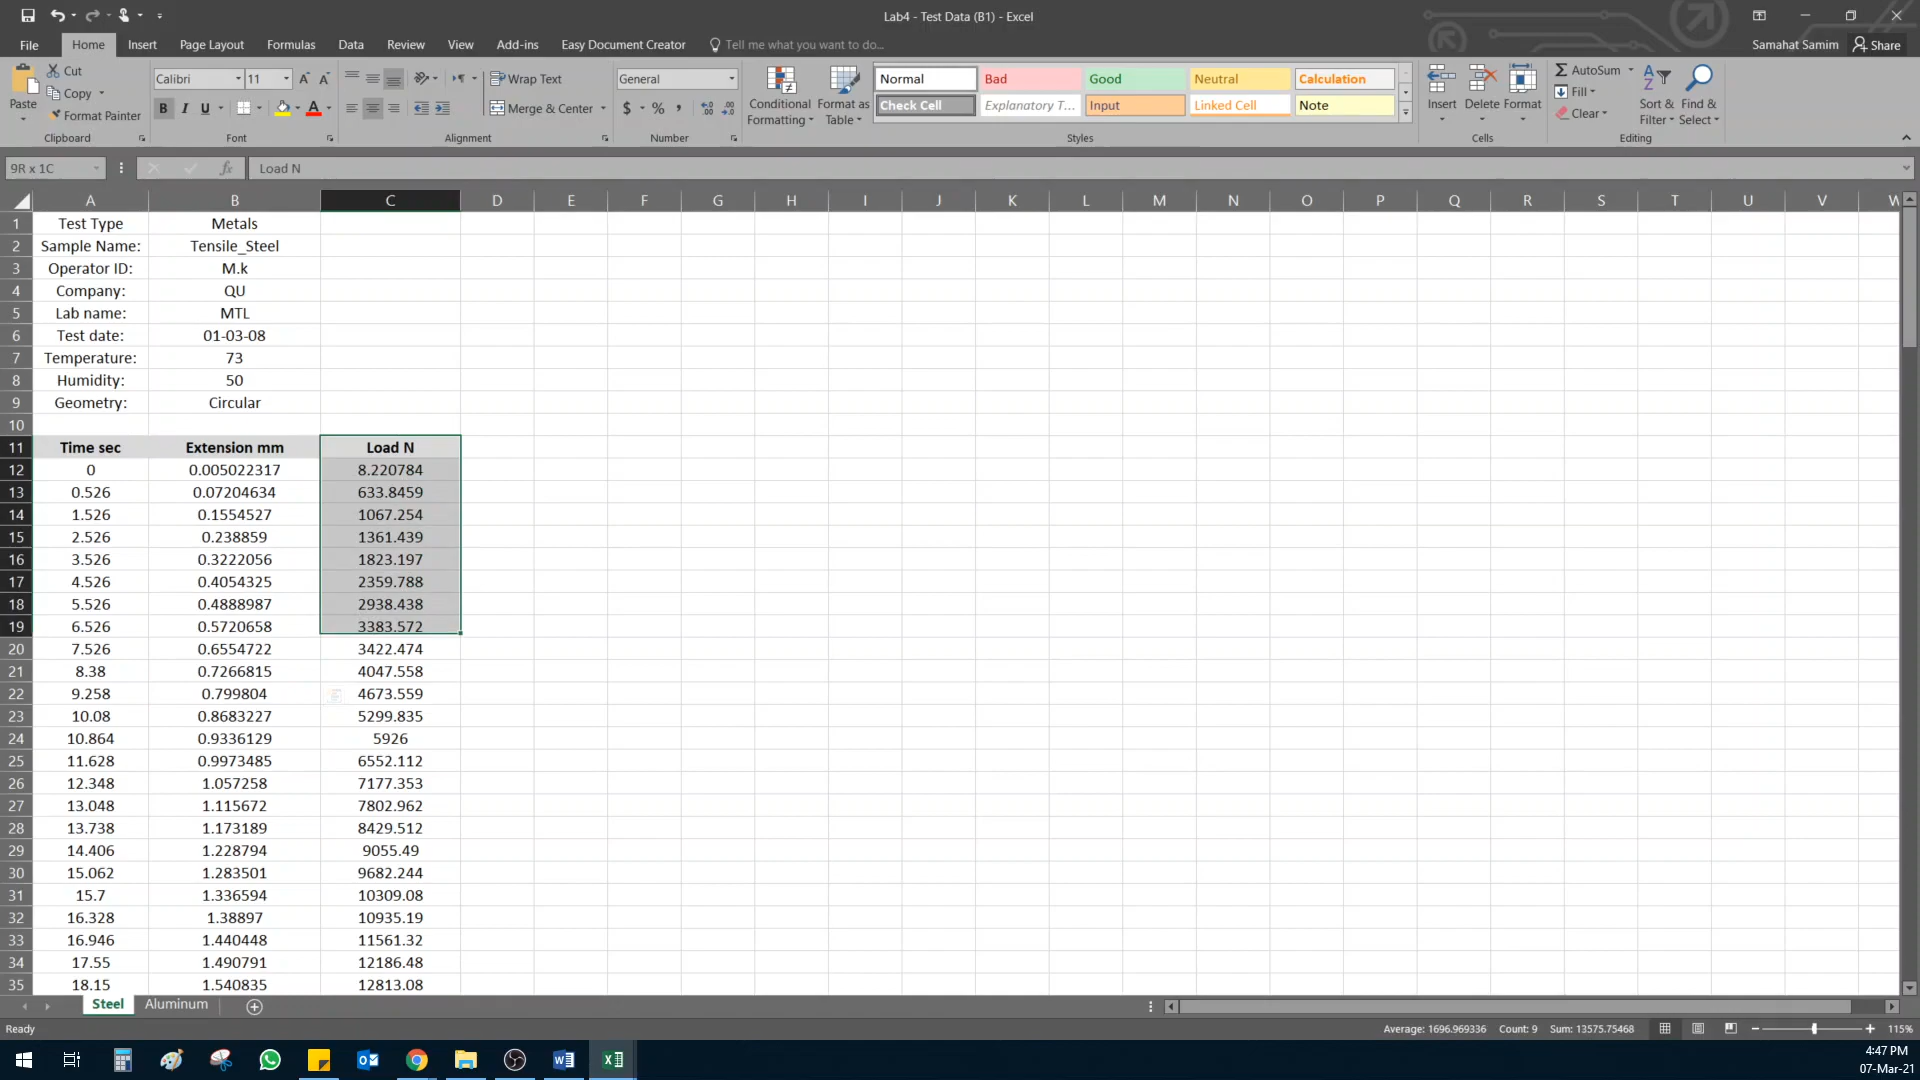 Lab4 - Test Data (B1) - Excel
File Home Insert Page Layout Formulas Data Review View Add-ins Easy Document Creator Tell me what you want to do... Samahat Samim Share
Paste
Cut
Copy
Format Painter
Clipboard
Calibri 11
B I U
Font
Wrap Text
Merge & Center
Alignment
General
$ % ,
Number
Conditional Formatting
Format as Table
Normal Bad Good Neutral Calculation
Check Cell Explanatory T... Input Linked Cell Note
Styles
Insert Delete Format
Cells
AutoSum
Fill
Clear
Sort & Filter
Find & Select
Editing
9R x 1C fx Load N
A B C D E F G H I J K L M N O P Q R S T U V W
1 Test Type Metals
2 Sample Name: Tensile_Steel
3 Operator ID: M.k
4 Company: QU
5 Lab name: MTL
6 Test date: 01-03-08
7 Temperature: 73
8 Humidity: 50
9 Geometry: Circular
10
11 Time sec Extension mm Load N
12 0 0.005022317 8.220784
13 0.526 0.07204634 633.8459
14 1.526 0.1554527 1067.254
15 2.526 0.238859 1361.439
16 3.526 0.3222056 1823.197
17 4.526 0.4054325 2359.788
18 5.526 0.4888987 2938.438
19 6.526 0.5720658 3383.572
20 7.526 0.6554722 3422.474
21 8.38 0.7266815 4047.558
22 9.258 0.799804 4673.559
23 10.08 0.8683227 5299.835
24 10.864 0.9336129 5926
25 11.628 0.9973485 6552.112
26 12.348 1.057258 7177.353
27 13.048 1.115672 7802.962
28 13.738 1.173189 8429.512
29 14.406 1.228794 9055.49
30 15.062 1.283501 9682.244
31 15.7 1.336594 10309.08
32 16.328 1.38897 10935.19
33 16.946 1.440448 11561.32
34 17.55 1.490791 12186.48
35 18.15 1.540835 12813.08
Steel Aluminum
Ready Average: 1696.969336 Count: 9 Sum: 13575.75468 115%
4:47 PM
07-Mar-21